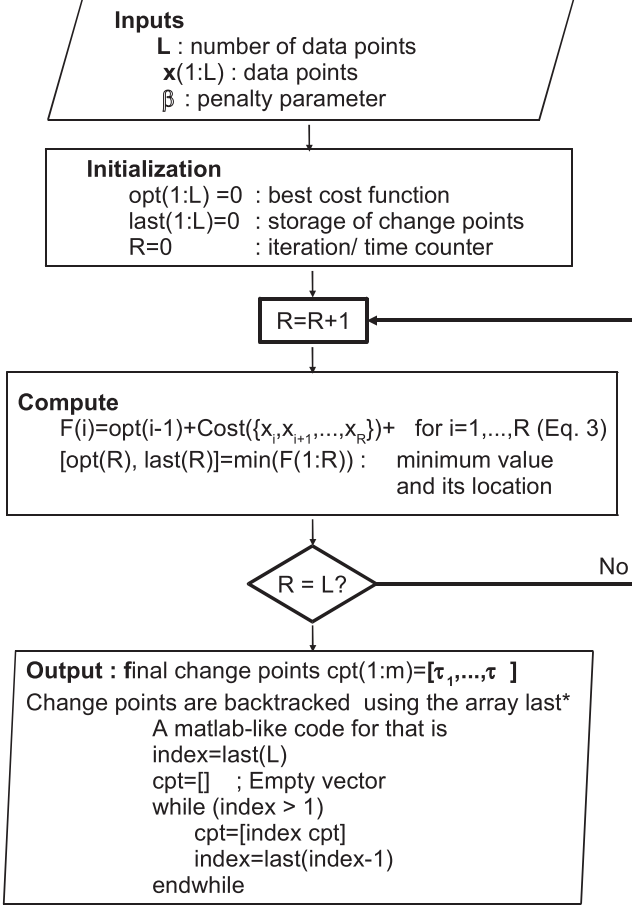 Inputs
L : number of data points
x(1:L) : data points
β : penalty parameter
Initialization
opt(1:L) =0 : best cost function
last(1:L)=0 : storage of change points
R=0 : iteration/ time counter
R=R+1
Compute
F(i)=opt(i-1)+Cost({xi,xi+1,...,xR})+ for i=1,...,R (Eq. 3)
[opt(R), last(R)]=min(F(1:R)) : minimum value
and its location
R = L?
No
Output : final change points cpt(1:m)=[τ1,...,τ ]
Change points are backtracked using the array last*
A matlab-like code for that is
index=last(L)
cpt=[] ; Empty vector
while (index > 1)
cpt=[index cpt]
index=last(index-1)
endwhile